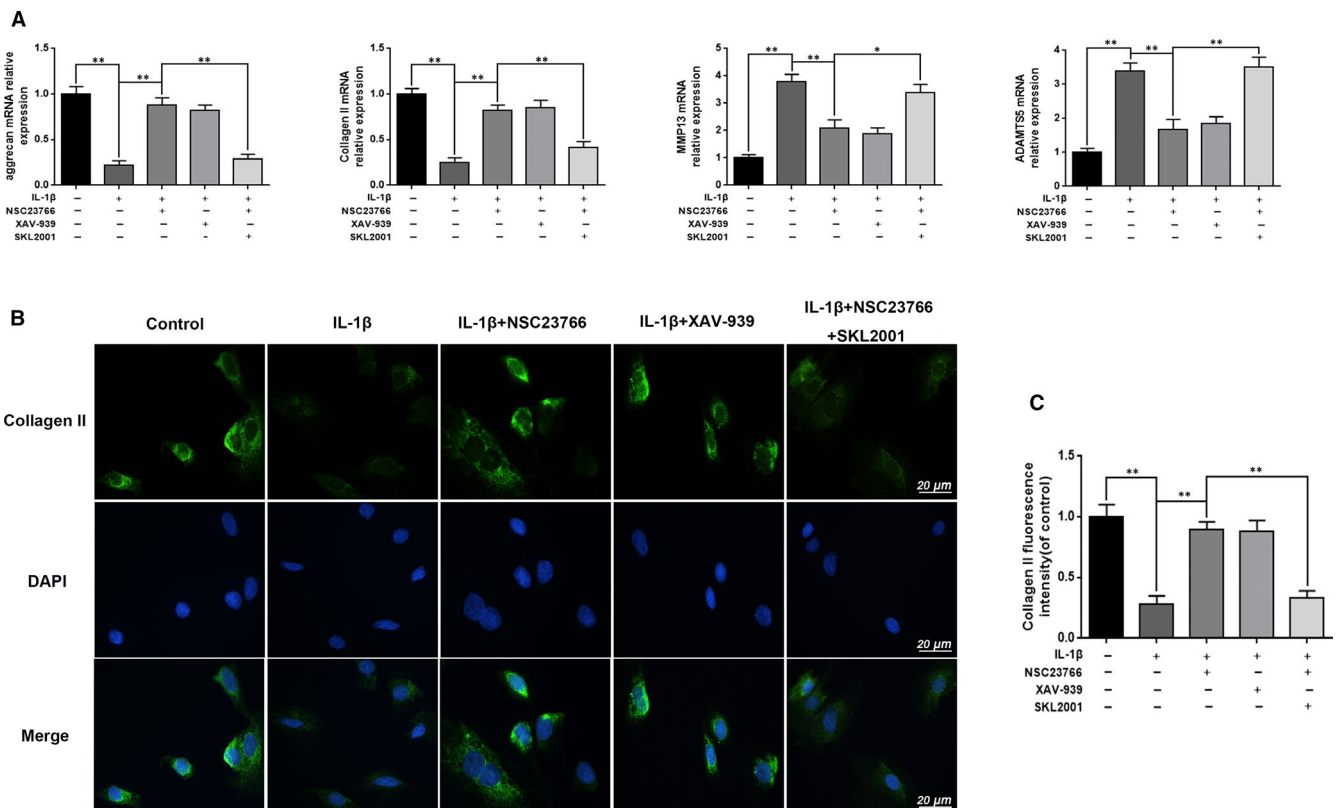 A
aggrecan mRNA relative
expression
1.5
1.0
0.5
0.0
** ** **
IL-1β – + + + +
NSC23766 – – + – +
XAV-939 – – – + –
SKL2001 – – – – +
Collagen II mRNA
relative expression
1.5
1.0
0.5
0.0
** ** **
IL-1β – + + + +
NSC23766 – – + – +
XAV-939 – – – + –
SKL2001 – – – – +
MMP13 mRNA
relative expression
5
4
3
2
1
0
** ** *
IL-1β – + + + +
NSC23766 – – + – +
XAV-939 – – – + –
SKL2001 – – – – +
ADAMTS5 mRNA
relative expression
4
3
2
1
0
** ** **
IL-1β – + + + +
NSC23766 – – + – +
XAV-939 – – – + –
SKL2001 – – – – +
B
Control IL-1β IL-1β+NSC23766 IL-1β+XAV-939 IL-1β+NSC23766
+SKL2001
Collagen II
20 µm
DAPI
20 µm
Merge
20 µm
C
Collagen II fluorescence
intensity(of control)
1.5
1.0
0.5
0.0
** ** **
IL-1β – + + + +
NSC23766 – – + – +
XAV-939 – – – + –
SKL2001 – – – – +